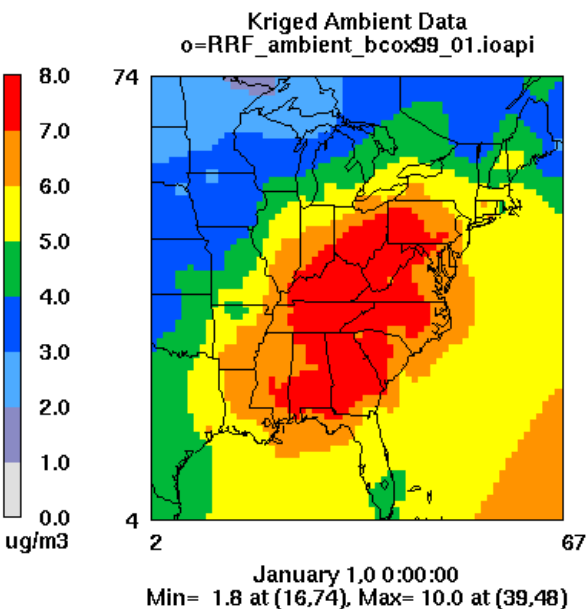 Kriged Ambient Data
o=RRF_ambient_bcox99_01.ioapi
8.0
7.0
6.0
5.0
4.0
3.0
2.0
1.0
0.0
ug/m3
74
4
2
67
January 1,0 0:00:00
Min= 1.8 at (16,74), Max= 10.0 at (39,48)